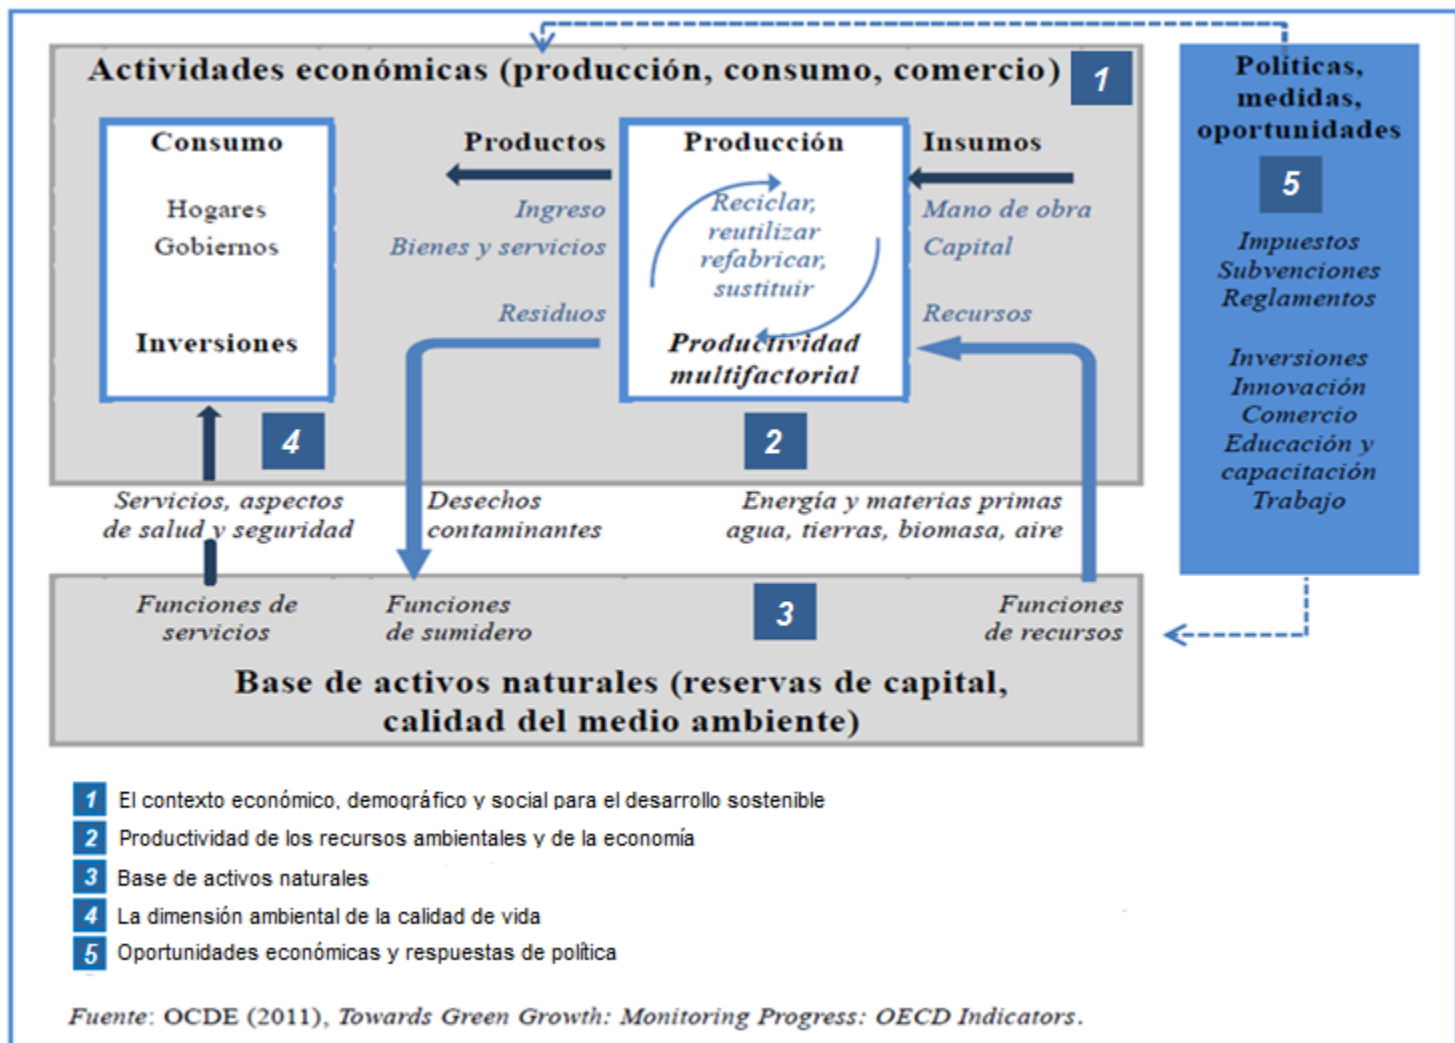 Actividades económicas (producción, consumo, comercio)
1
Consumo
Hogares
Gobiernos
Inversiones
4
Productos
Ingreso
Bienes y servicios
Residuos
Producción
Reciclar,
reutilizar
refabricar,
sustituir
Productividad
multifactorial
2
Insumos
Mano de obra
Capital
Recursos
Políticas,
medidas,
oportunidades
5
Impuestos
Subvenciones
Reglamentos
Inversiones
Innovación
Comercio
Educación y
capacitación
Trabajo
Servicios, aspectos
de salud y seguridad
Desechos
contaminantes
Energía y materias primas
agua, tierras, biomasa, aire
Funciones de
servicios
Funciones
de sumidero
3
Funciones
de recursos
Base de activos naturales (reservas de capital,
calidad del medio ambiente)
1 El contexto económico, demográfico y social para el desarrollo sostenible
2 Productividad de los recursos ambientales y de la economía
3 Base de activos naturales
4 La dimensión ambiental de la calidad de vida
5 Oportunidades económicas y respuestas de política
Fuente: OCDE (2011), Towards Green Growth: Monitoring Progress: OECD Indicators.